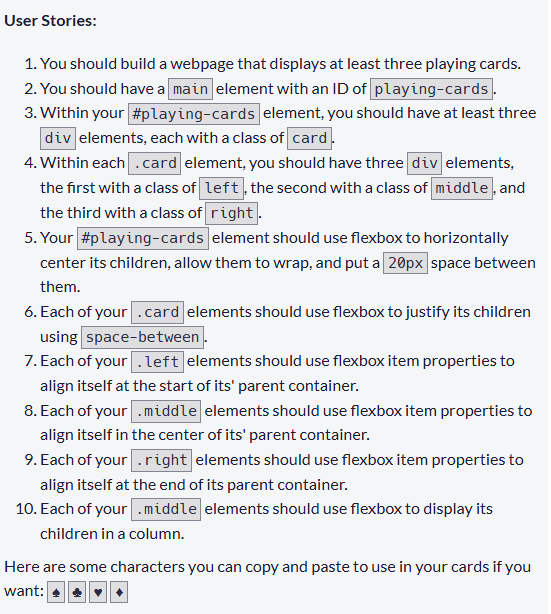 User Stories:
1. You should build a webpage that displays at least three playing cards.
2. You should have a main element with an ID of playing-cards.
3. Within your #playing-cards element, you should have at least three
div elements, each with a class of card.
4. Within each .card element, you should have three div elements,
the first with a class of left, the second with a class of middle, and
the third with a class of right.
5. Your #playing-cards element should use flexbox to horizontally
center its children, allow them to wrap, and put a 20px space between
them.
6. Each of your .card elements should use flexbox to justify its children
using space-between.
7. Each of your .left elements should use flexbox item properties to
align itself at the start of its' parent container.
8. Each of your .middle elements should use flexbox item properties to
align itself in the center of its' parent container.
9. Each of your .right elements should use flexbox item properties to
align itself at the end of its parent container.
10. Each of your .middle elements should use flexbox to display its
children in a column.
Here are some characters you can copy and paste to use in your cards if you
want: ♠ ♣ ♥ ♦